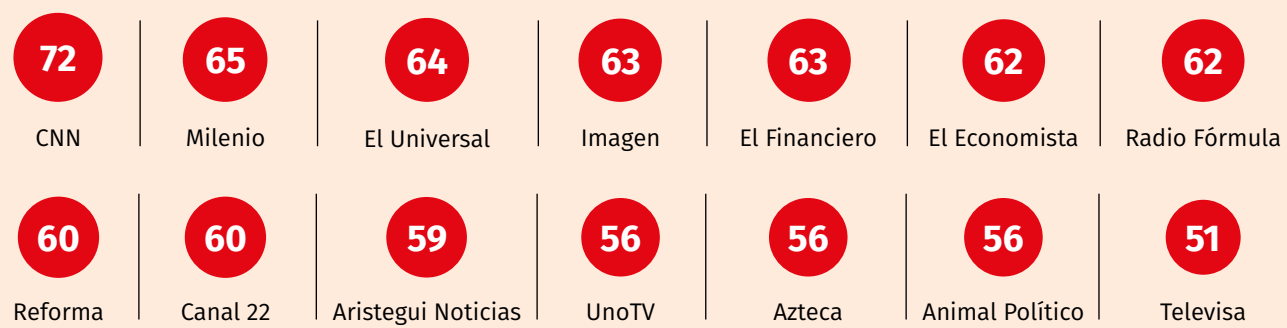 72 65 64 63 63 62 62
CNN Milenio El Universal Imagen El Financiero El Economista Radio Fórmula
60 60 59 56 56 56 51
Reforma Canal 22 Aristegui Noticias UnoTV Azteca Animal Político Televisa